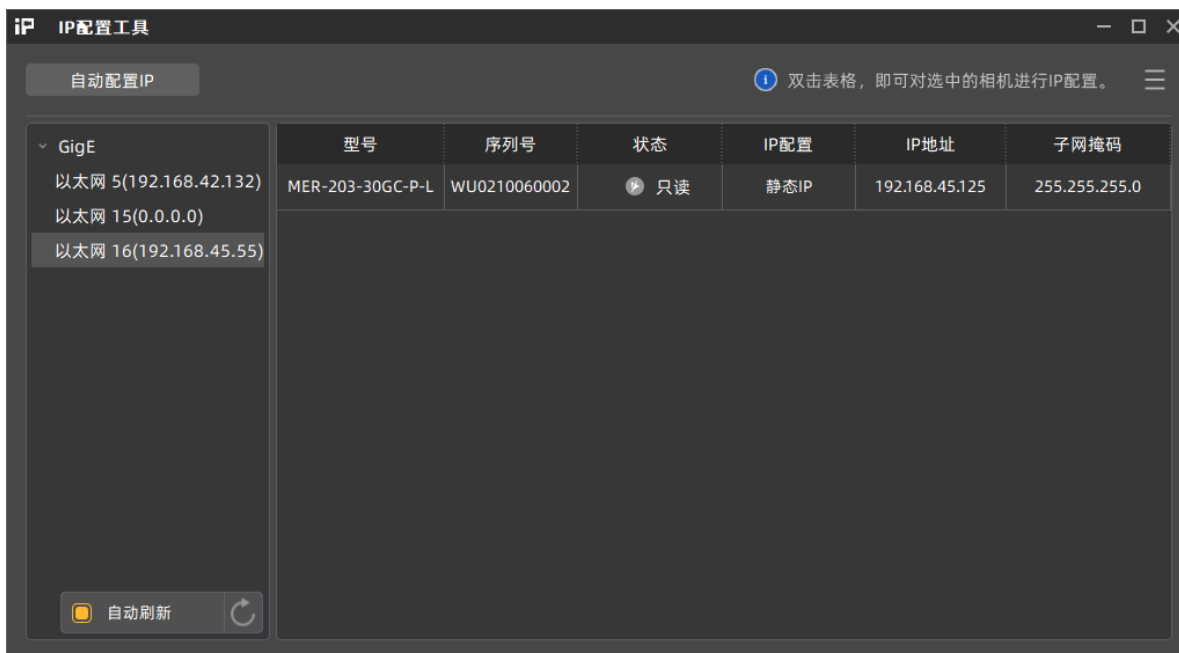 iP IP配置工具
自动配置IP
双击表格，即可对选中的相机进行IP配置。
GigE
以太网 5(192.168.42.132)
以太网 15(0.0.0.0)
以太网 16(192.168.45.55)
型号 序列号 状态 IP配置 IP地址 子网掩码
MER-203-30GC-P-L WU0210060002 只读 静态IP 192.168.45.125 255.255.255.0
自动刷新